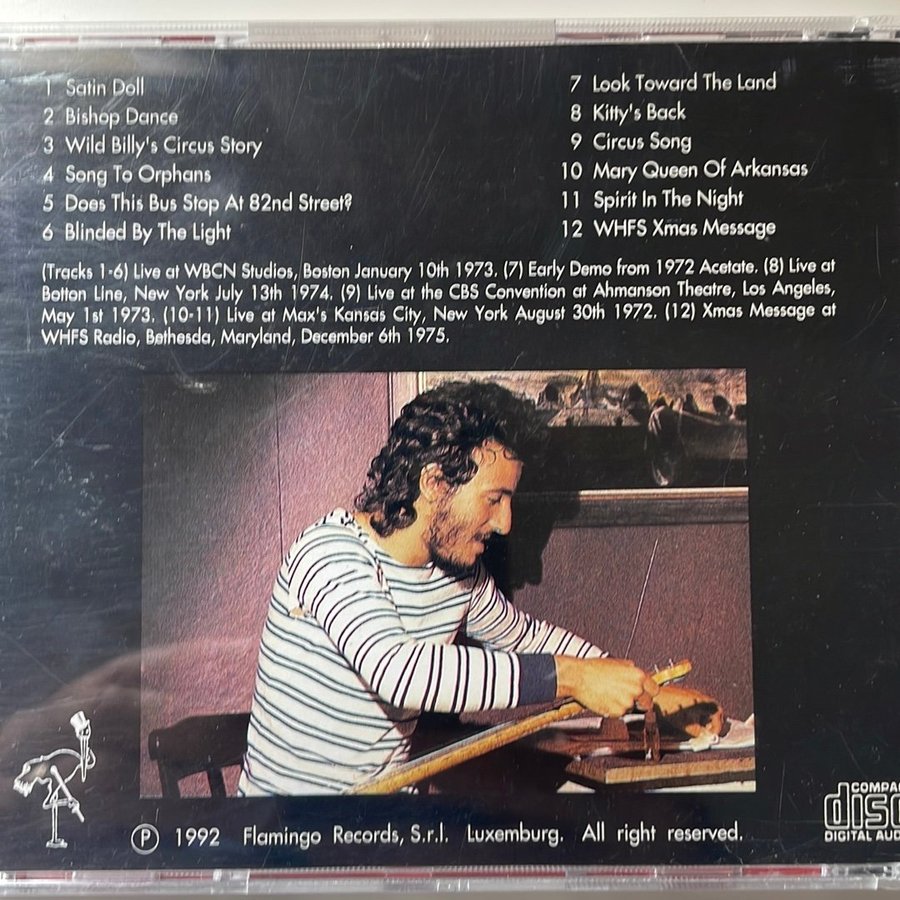 1 Satin Doll
2 Bishop Dance
3 Wild Billy's Circus Story
4 Song To Orphans
5 Does This Bus Stop At 82nd Street?
6 Blinded By The Light
7 Look Toward The Land
8 Kitty's Back
9 Circus Song
10 Mary Queen Of Arkansas
11 Spirit In The Night
12 WHFS Xmas Message
(Tracks 1-6) Live at WBCN Studios, Boston January 10th 1973. (7) Early Demo from 1972 Acetate. (8) Live at
Botton Line, New York July 13th 1974. (9) Live at the CBS Convention at Ahmanson Theatre, Los Angeles,
May 1st 1973. (10-11) Live at Max's Kansas City, New York August 30th 1972. (12) Xmas Message at
WHFS Radio, Bethesda, Maryland, December 6th 1975.
Ⓟ 1992 Flamingo Records, S.r.l. Luxemburg. All right reserved.
COMPA
disc
DIGITAL AUD